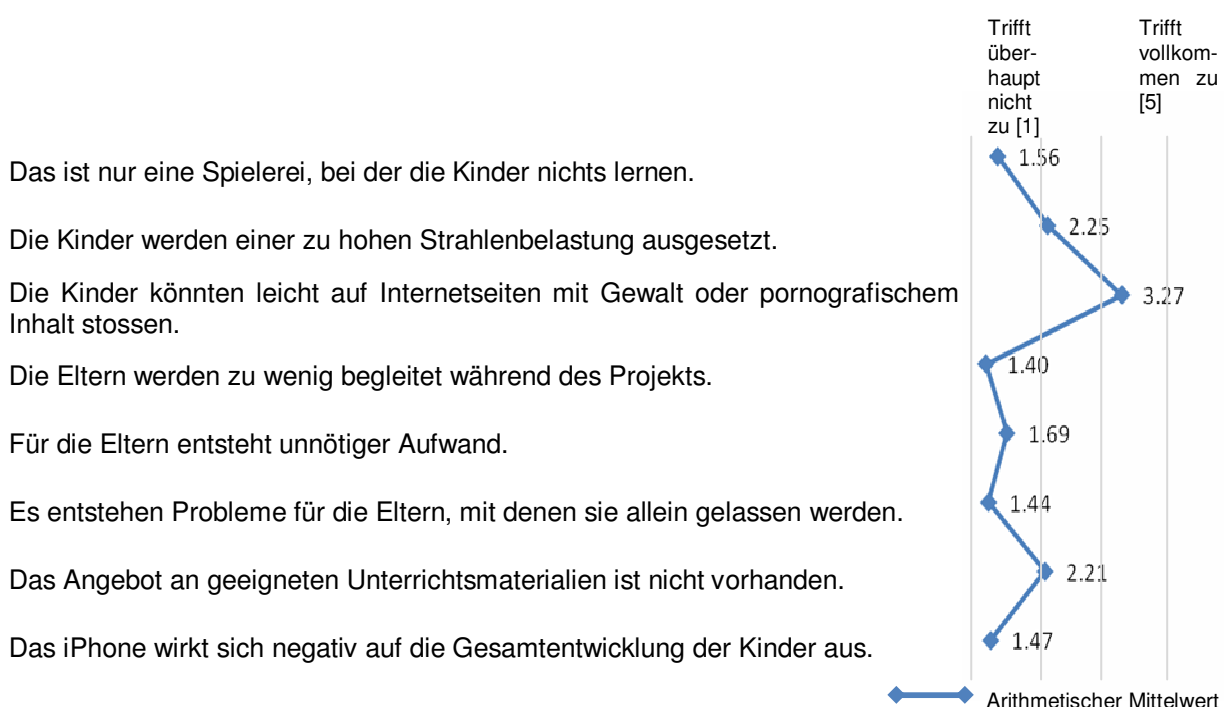 Trifft
über-
haupt
nicht
zu [1]
Trifft
vollkom-
men zu
[5]
Das ist nur eine Spielerei, bei der die Kinder nichts lernen.
1.56
Die Kinder werden einer zu hohen Strahlenbelastung ausgesetzt.
2.25
Die Kinder könnten leicht auf Internetseiten mit Gewalt oder pornografischem
Inhalt stossen.
3.27
Die Eltern werden zu wenig begleitet während des Projekts.
1.40
Für die Eltern entsteht unnötiger Aufwand.
1.69
Es entstehen Probleme für die Eltern, mit denen sie allein gelassen werden.
1.44
Das Angebot an geeigneten Unterrichtsmaterialien ist nicht vorhanden.
2.21
Das iPhone wirkt sich negativ auf die Gesamtentwicklung der Kinder aus.
1.47
Arithmetischer Mittelwert